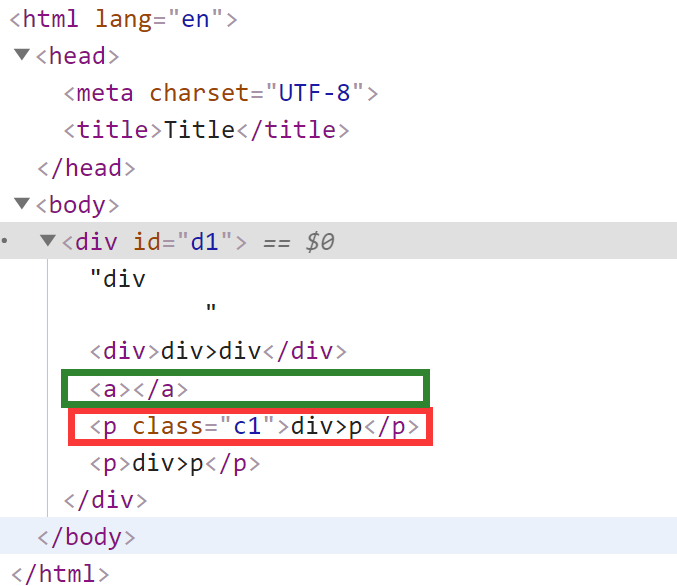 <html lang="en">
<head>
<meta charset="UTF-8">
<title>Title</title>
</head>
<body>
<div id="d1"> == $0
"div
"
<div>div>div</div>
<a></a>
<p class="c1">div>p</p>
<p>div>p</p>
</div>
</body>
</html>